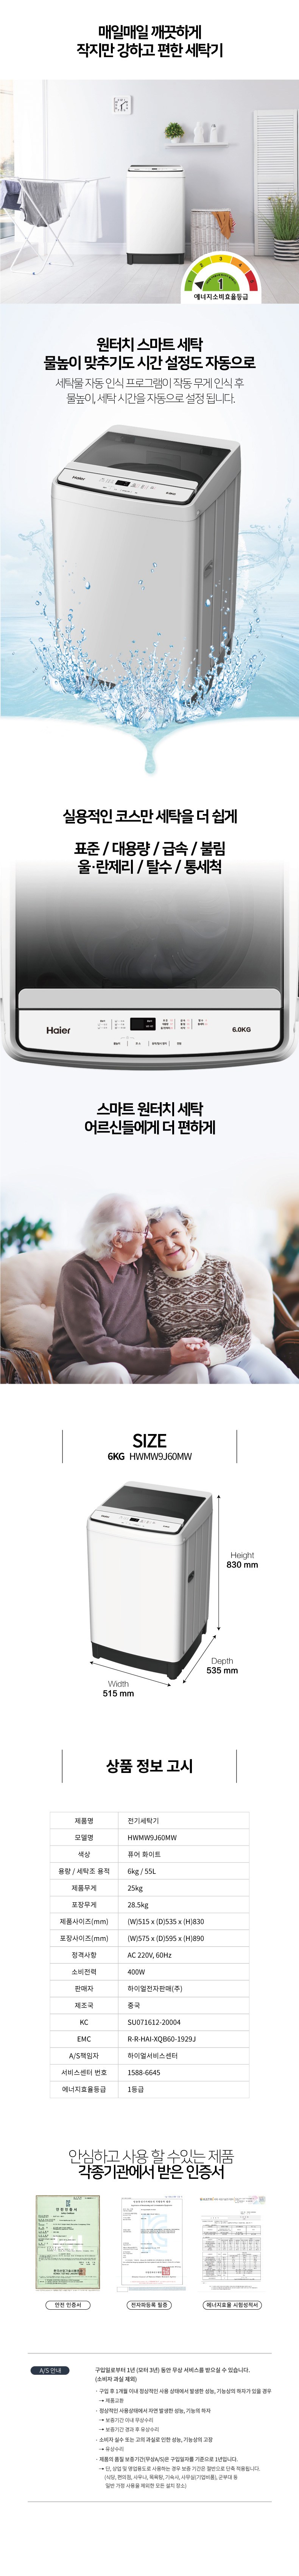 매일매일 깨끗하게
작지만 강하고 편한 세탁기
1
2
3
4
5
1
에너지소비효율등급
원터치 스마트 세탁
물높이 맞추기도 시간 설정도 자동으로
세탁물 자동 인식 프로그램이 작동 무게 인식 후
물높이, 세탁 시간을 자동으로 설정 됩니다.
Haier
6.0KG
실용적인 코스만 세탁을 더 쉽게
표준 / 대용량 / 급속 / 불림
울·란제리 / 탈수 / 통세척
Haier
6.0KG
스마트 원터치 세탁
어르신들에게 더 편하게
SIZE
6KG HWMW9J60MW
Height
830 mm
Depth
535 mm
Width
515 mm
상품 정보 고시
제품명 전기세탁기
모델명 HWMW9J60MW
색상 퓨어 화이트
용량 / 세탁조 용적 6kg / 55L
제품무게 25kg
포장무게 28.5kg
제품사이즈(mm) (W)515 x (D)535 x (H)830
포장사이즈(mm) (W)575 x (D)595 x (H)890
정격사항 AC 220V, 60Hz
소비전력 400W
판매자 하이얼전자판매(주)
제조국 중국
KC SU071612-20004
EMC R-R-HAI-XQB60-1929J
A/S책임자 하이얼서비스센터
서비스센터 번호 1588-6645
에너지효율등급 1등급
안심하고 사용 할 수있는 제품
각종기관에서 받은 인증서
안전 인증서
전자파등록 필증
에너지효율 시험성적서
A/S 안내
구입일로부터 1년 (모터 3년) 동안 무상 서비스를 받으실 수 있습니다.
(소비자 과실 제외)
· 구입 후 1개월 이내 정상적인 사용 상태에서 발생한 성능, 기능상의 하자가 있을 경우
→ 제품교환
· 정상적인 사용상태에서 자연 발생한 성능, 기능의 하자
→ 보증기간 이내 무상수리
→ 보증기간 경과 후 유상수리
· 소비자 실수 또는 고의 과실로 인한 성능, 기능상의 고장
→ 유상수리
· 제품의 품질 보증기간(무상A/S)은 구입일자를 기준으로 1년입니다.
→ 단, 상업 및 영업용도로 사용하는 경우 보증 기간은 절반으로 단축 적용됩니다.
(식당, 편의점, 사우나, 목욕탕, 기숙사, 사무실(기업비품), 군부대 등
일반 가정 사용을 제외한 모든 설치 장소)